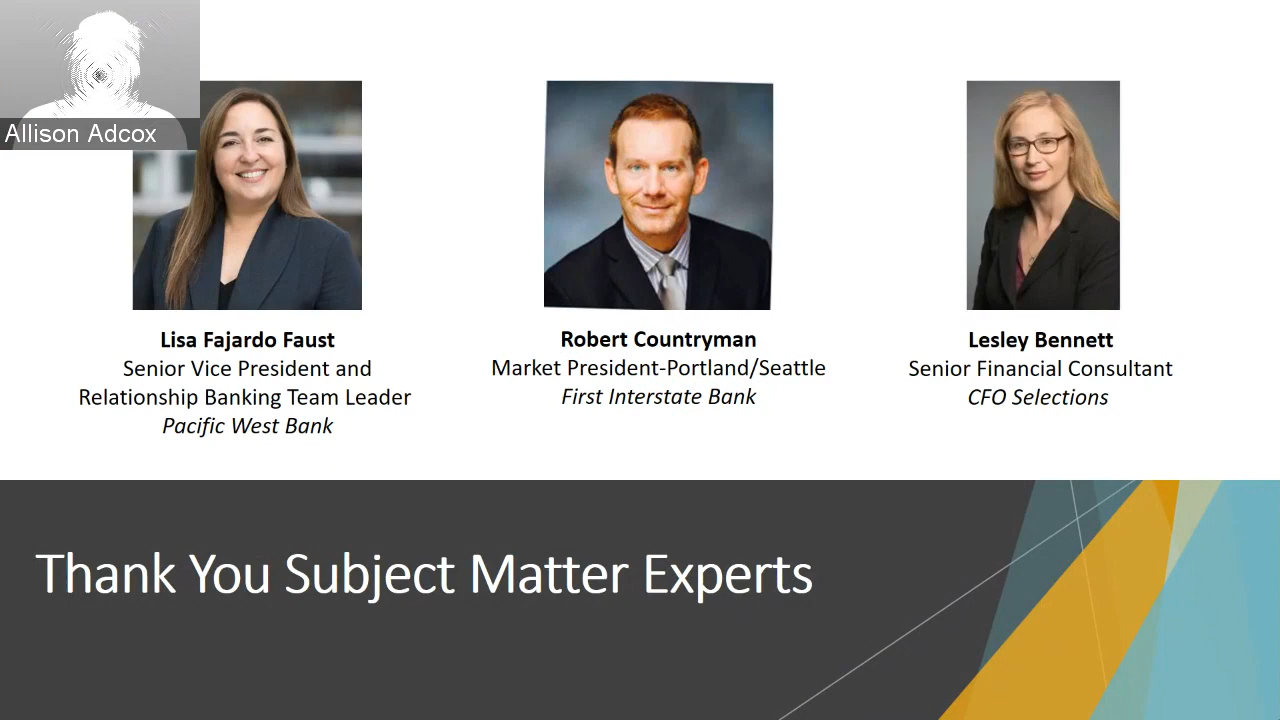 Allison Adcox
Lisa Fajardo Faust
Senior Vice President and
Relationship Banking Team Leader
Pacific West Bank
Robert Countryman
Market President-Portland/Seattle
First Interstate Bank
Lesley Bennett
Senior Financial Consultant
CFO Selections
Thank You Subject Matter Experts